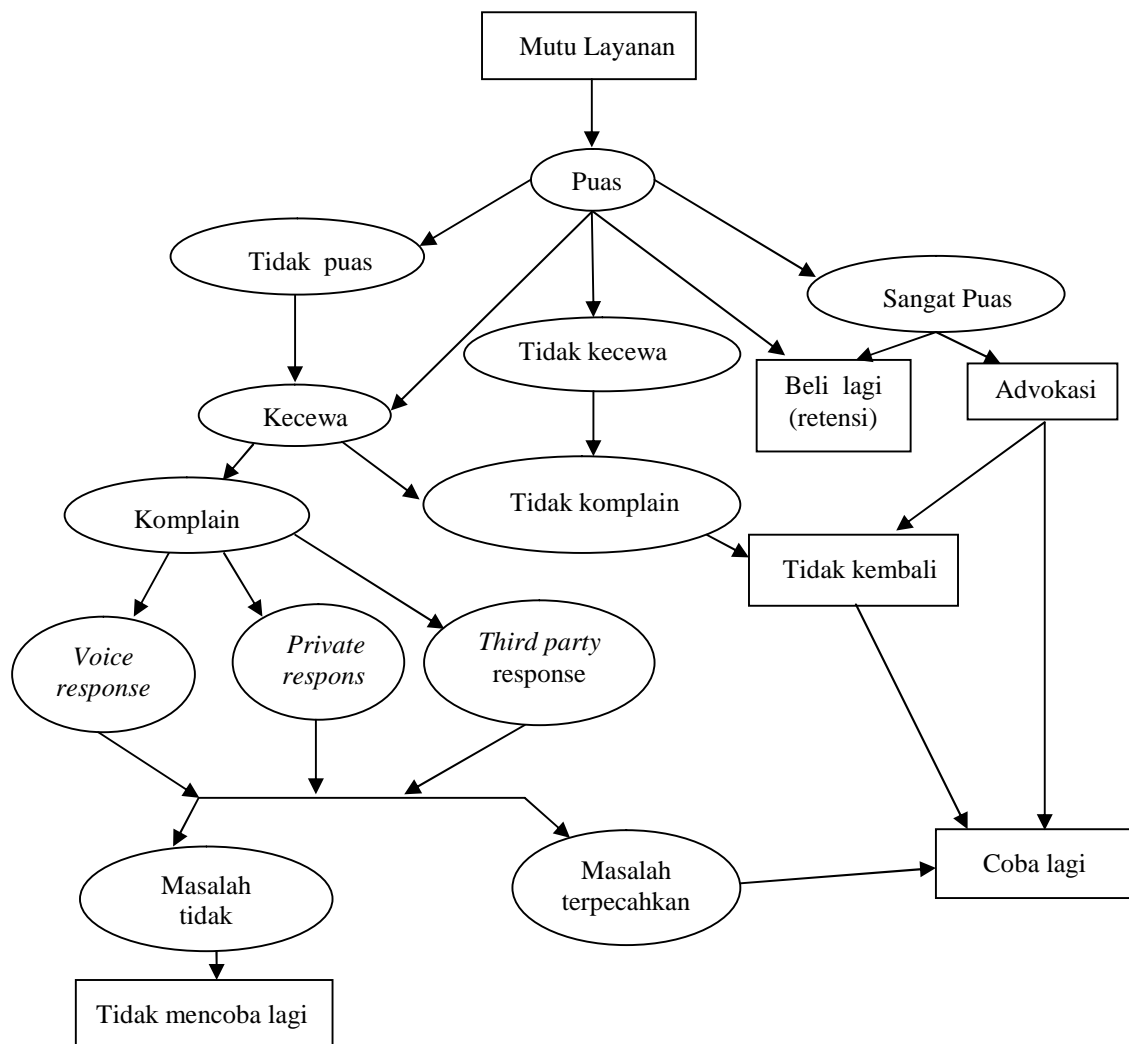 Mutu Layanan
Puas
Tidak puas
Sangat Puas
Tidak kecewa
Beli lagi
(retensi)
Advokasi
Kecewa
Tidak komplain
Komplain
Tidak kembali
Voice
response
Private
respons
Third party
response
Masalah
tidak
Masalah
terpecahkan
Coba lagi
Tidak mencoba lagi